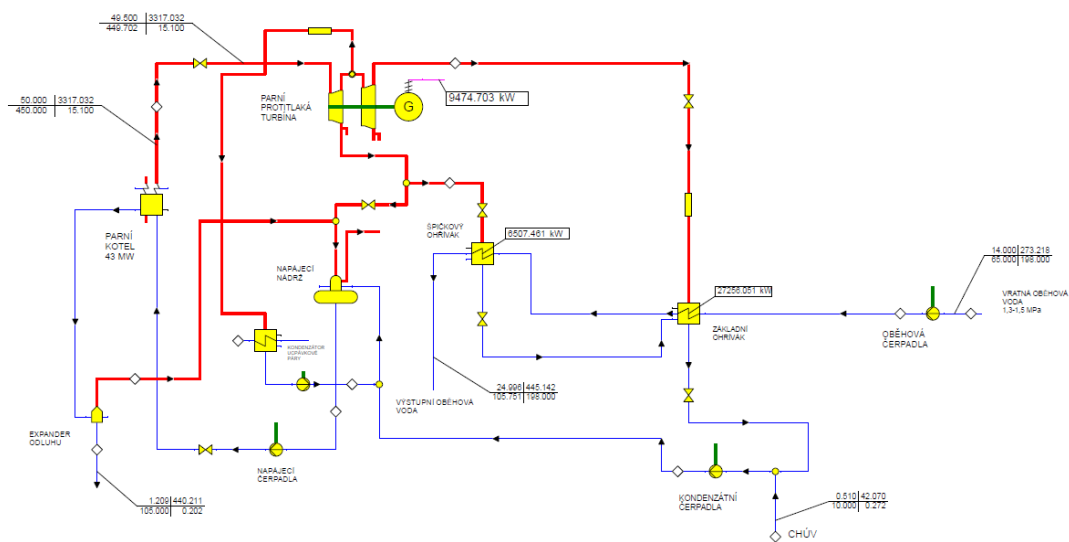 49.500 3317.032
449.702 15.100
50.000 3317.032
450.000 15.100
PARNÍ
PROTITLAKÁ
TURBÍNA
G
9474.703 kW
PARNÍ
KOTEL
43 MW
NAPÁJECÍ
NÁDRŽ
ŠPIČKOVÝ
OHŘÍVÁK
6507.461 kW
27256.051 kW
14.000 273.218
65.000 198.000
VRATNÁ OBĚHOVÁ
VODA
1,3-1,5 MPa
ZÁKLADNÍ
OHŘÍVÁK
OBĚHOVÁ
ČERPADLA
KONDENZÁTOR
UCPÁVKOVÉ
PÁRY
24.996 445.142
105.751 198.000
VÝSTUPNÍ OBĚHOVÁ
VODA
EXPANDER
ODLUHU
NAPÁJECÍ
ČERPADLA
1.209 440.211
105.000 0.202
KONDENZÁTNÍ
ČERPADLA
0.510 42.070
10.000 0.272
CHÚV